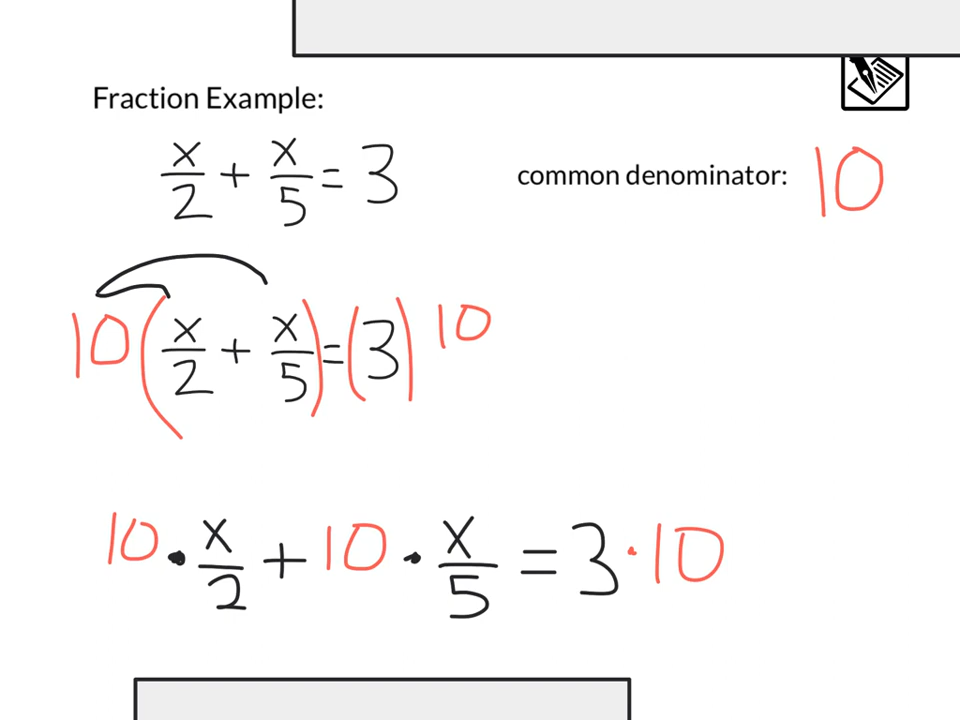 Fraction Example:
x/2 + x/5 = 3
common denominator: 10
10(x/2 + x/5) = (3) 10
10 · x/2 + 10 · x/5 = 3 · 10